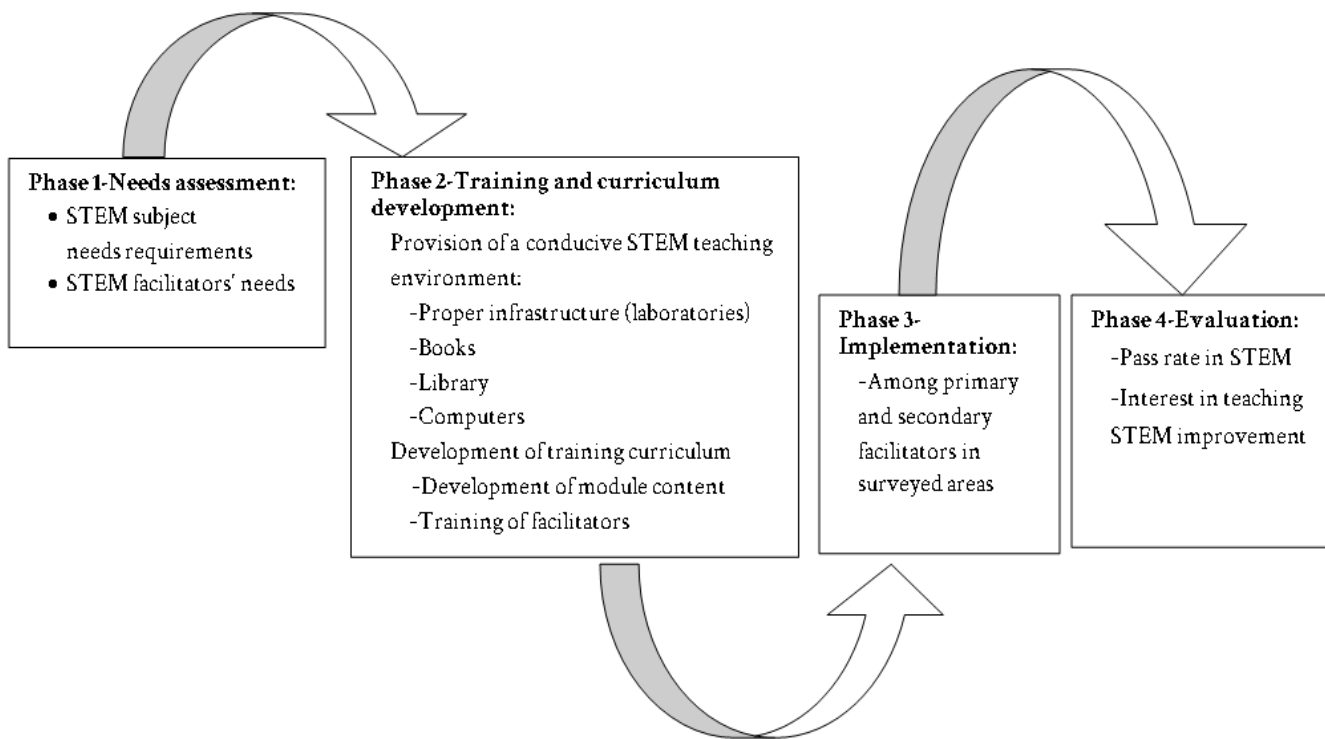 Phase 1-Needs assessment:
• STEM subject
needs requirements
• STEM facilitators' needs
Phase 2-Training and curriculum
development:
Provision of a conducive STEM teaching
environment:
-Proper infrastructure (laboratories)
-Books
-Library
-Computers
Development of training curriculum
-Development of module content
-Training of facilitators
Phase 3-
Implementation:
-Among primary
and secondary
facilitators in
surveyed areas
Phase 4-Evaluation:
-Pass rate in STEM
-Interest in teaching
STEM improvement